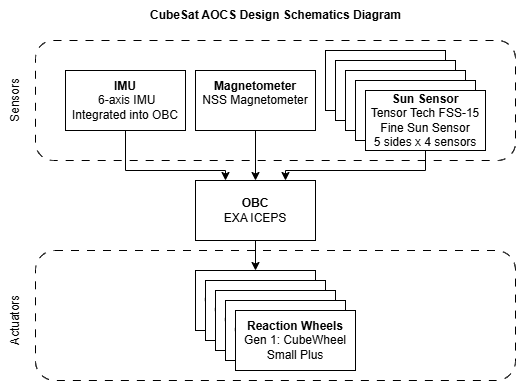 CubeSat AOCS Design Schematics Diagram
Sensors
IMU
6-axis IMU
Integrated into OBC
Magnetometer
NSS Magnetometer
Sun Sensor
Tensor Tech FSS-15
Fine Sun Sensor
5 sides x 4 sensors
OBC
EXA ICEPS
Actuators
Reaction Wheels
Gen 1: CubeWheel
Small Plus